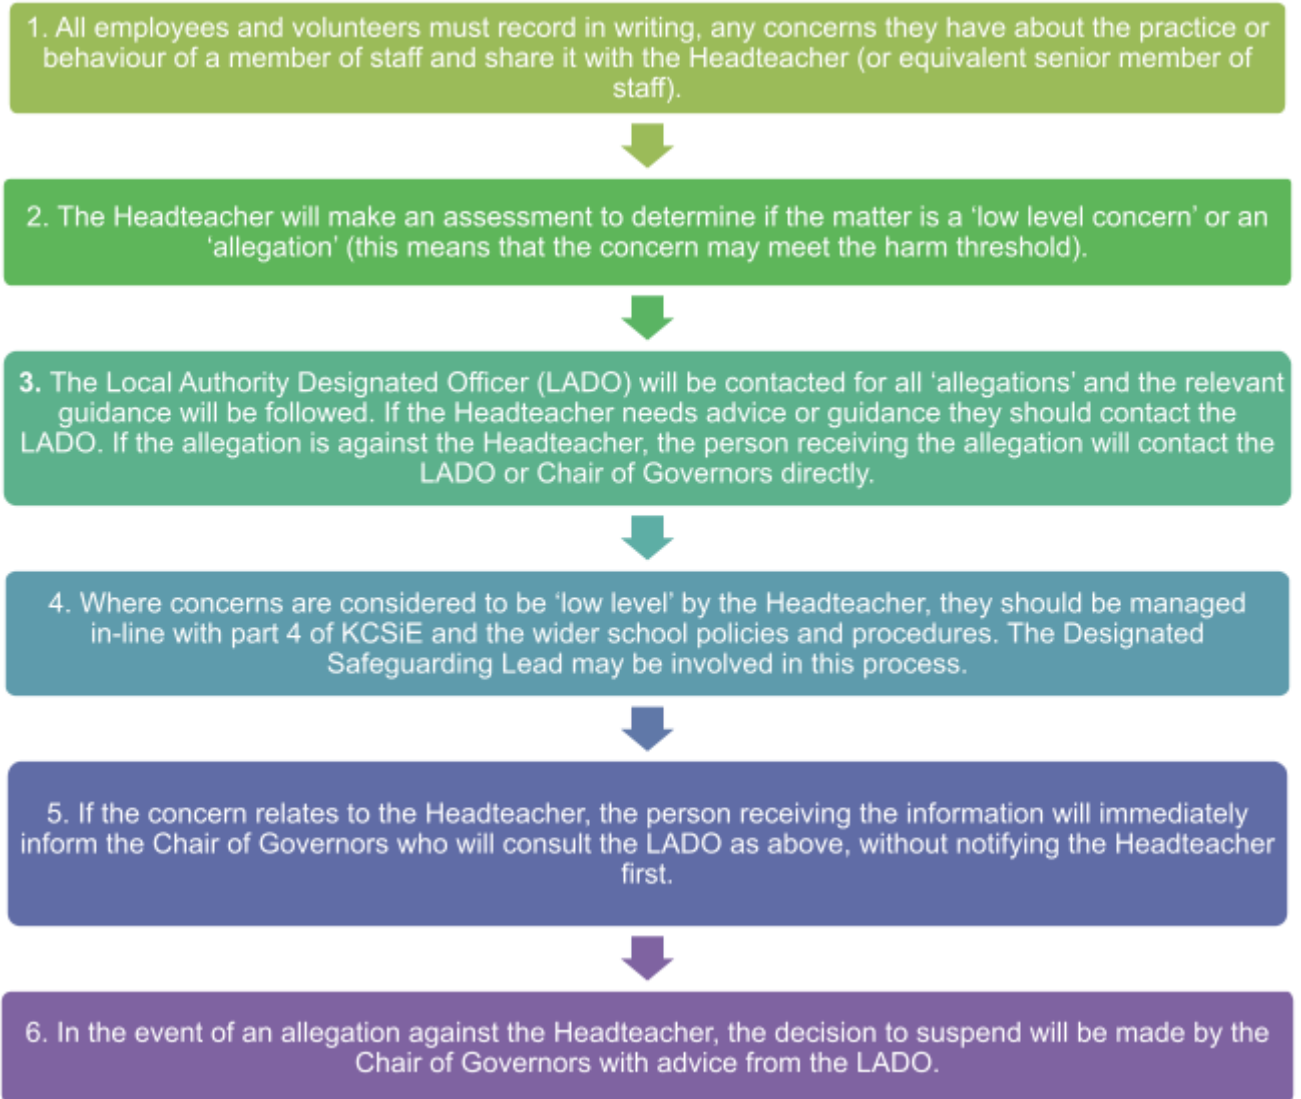 1. All employees and volunteers must record in writing, any concerns they have about the practice or
behaviour of a member of staff and share it with the Headteacher (or equivalent senior member of
staff).
2. The Headteacher will make an assessment to determine if the matter is a ‘low level concern’ or an
‘allegation’ (this means that the concern may meet the harm threshold).
3. The Local Authority Designated Officer (LADO) will be contacted for all ‘allegations’ and the relevant
guidance will be followed. If the Headteacher needs advice or guidance they should contact the
LADO. If the allegation is against the Headteacher, the person receiving the allegation will contact the
LADO or Chair of Governors directly.
4. Where concerns are considered to be ‘low level’ by the Headteacher, they should be managed
in-line with part 4 of KCSiE and the wider school policies and procedures. The Designated
Safeguarding Lead may be involved in this process.
5. If the concern relates to the Headteacher, the person receiving the information will immediately
inform the Chair of Governors who will consult the LADO as above, without notifying the Headteacher
first.
6. In the event of an allegation against the Headteacher, the decision to suspend will be made by the
Chair of Governors with advice from the LADO.